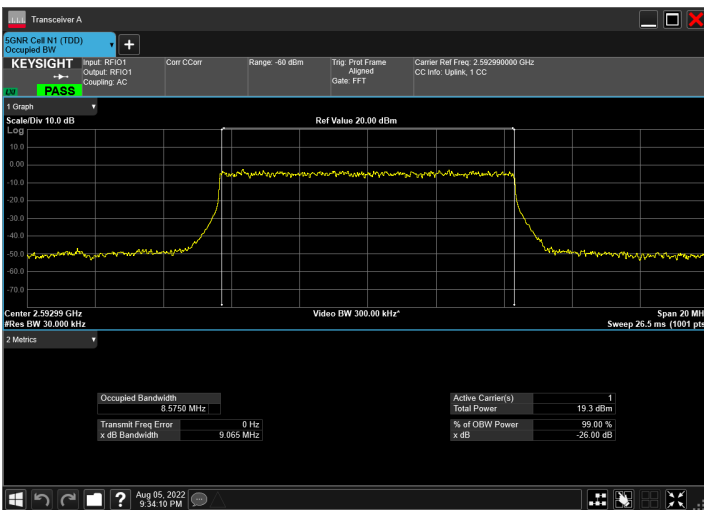 Transceiver A
5GNR Cell N1 (TDD)
Occupied BW
KEYSIGHT
PASS
Input: RFIO1
Output: RFIO1
Coupling: AC
Corr CCorr
Range: -60 dBm
Trig: Prot Frame
Aligned
Gate: FFT
Carrier Ref Freq: 2.592990000 GHz
CC Info: Uplink, 1 CC
1 Graph
Scale/Div 10.0 dB
Ref Value 20.00 dBm
Log
10.0
0.00
-10.0
-20.0
-30.0
-40.0
-50.0
-60.0
-70.0
Center 2.59299 GHz
Video BW 300.00 kHz*
Span 20 MH
#Res BW 30.000 kHz
Sweep 26.5 ms (1001 pts
2 Metrics
Occupied Bandwidth
8.5750 MHz
Transmit Freq Error 0 Hz
x dB Bandwidth 9.065 MHz
Active Carrier(s) 1
Total Power 19.3 dBm
% of OBW Power 99.00 %
x dB -26.00 dB
Aug 05, 2022
9:34:10 PM